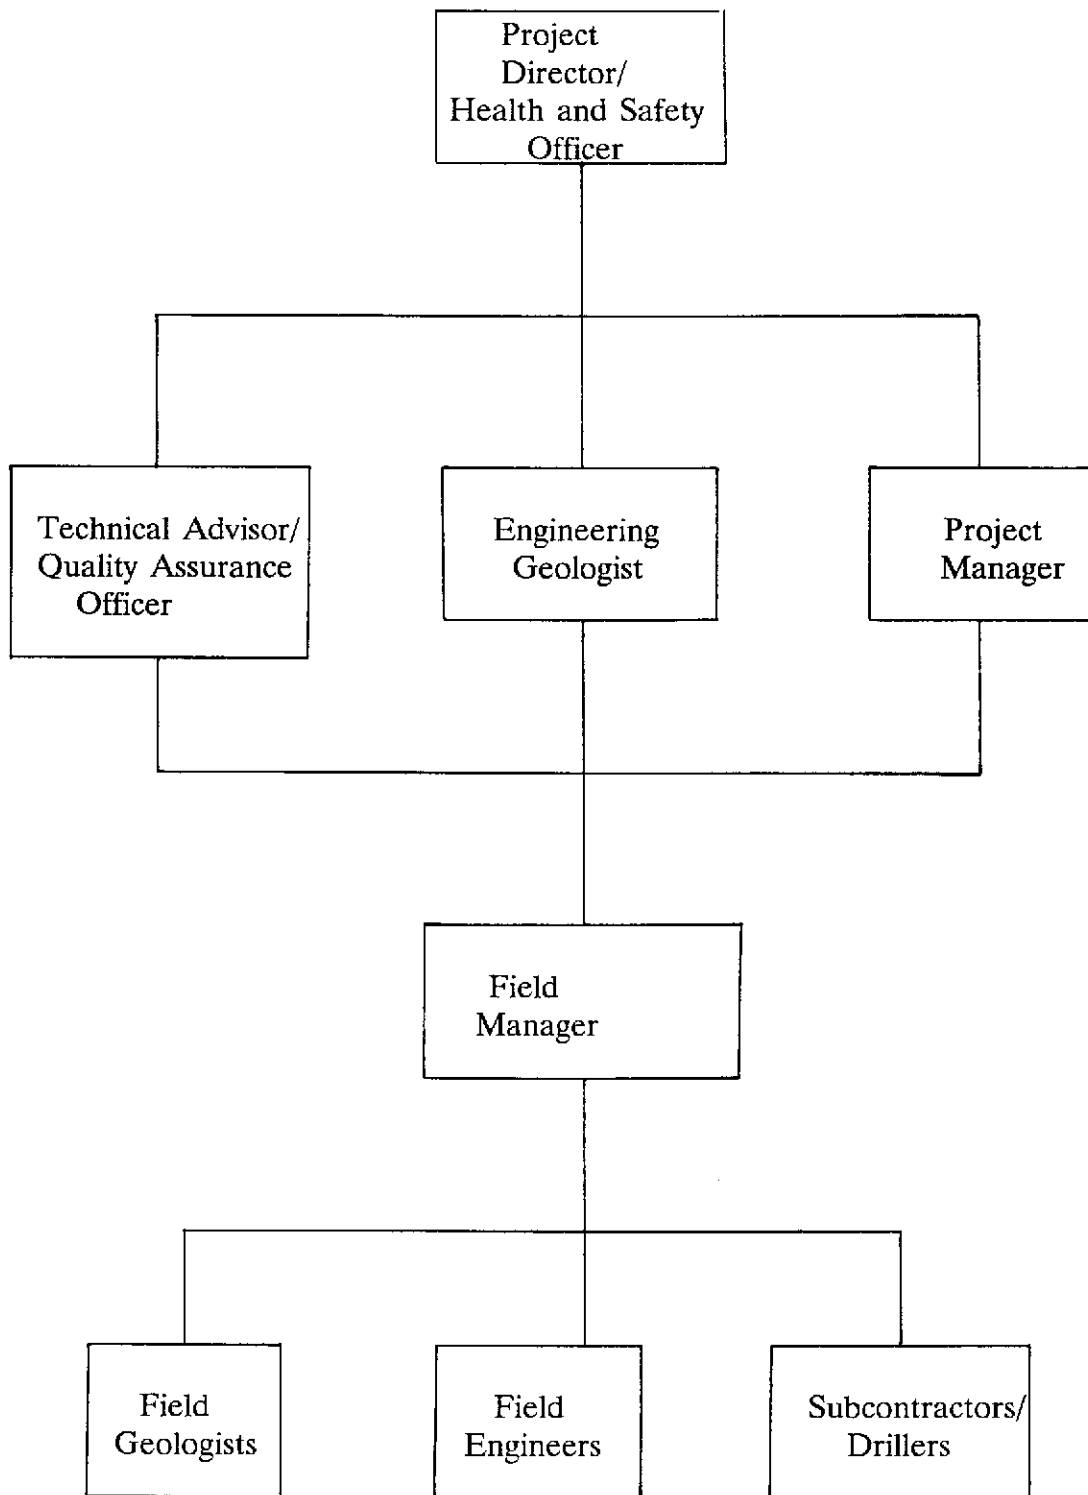 Project
Director/
Health and Safety
Officer
Technical Advisor/
Quality Assurance
Officer
Engineering
Geologist
Project
Manager
Field
Manager
Field
Geologists
Field
Engineers
Subcontractors/
Drillers